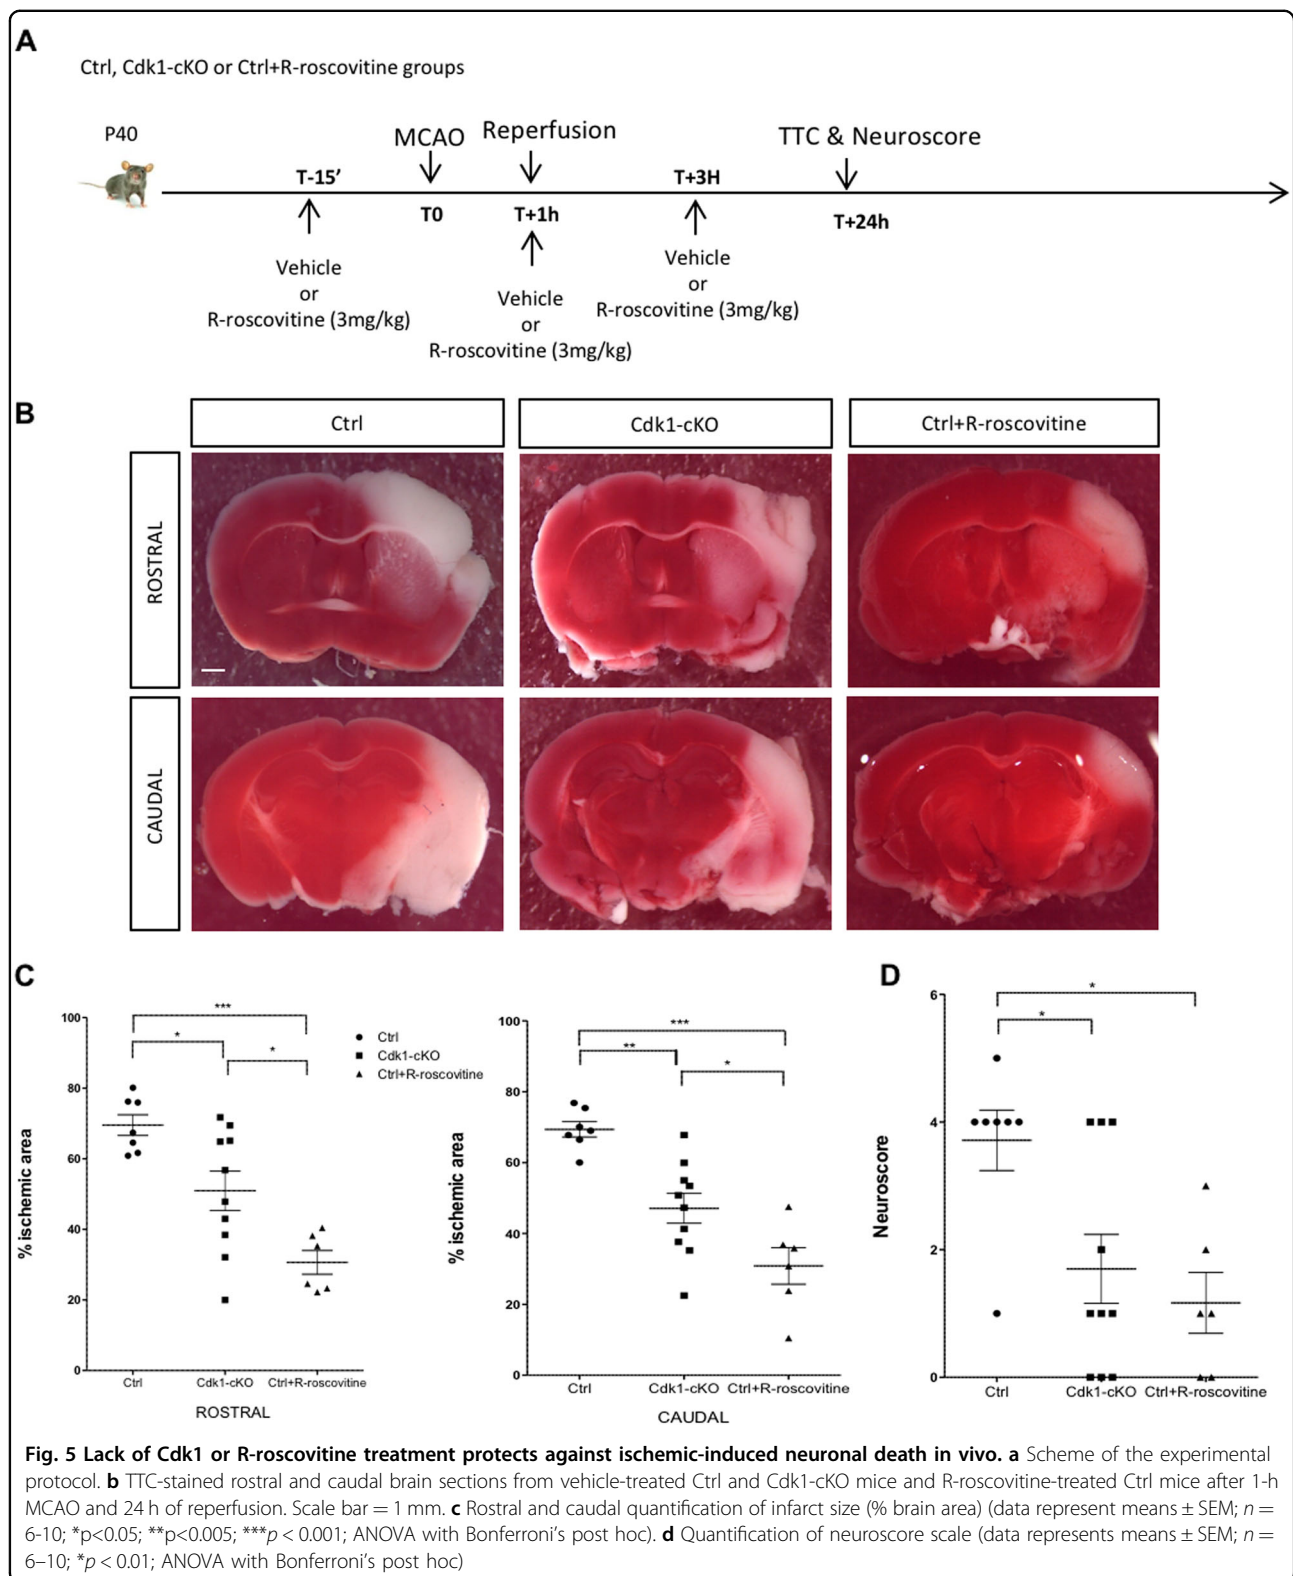 A
Ctrl, Cdk1-cKO or Ctrl+R-roscovitine groups
P40
MCAO
Reperfusion
TTC & Neuroscore
T-15’
T+3H
T0
T+1h
T+24h
Vehicle
or
R-roscovitine (3mg/kg)
Vehicle
or
R-roscovitine (3mg/kg)
Vehicle
or
R-roscovitine (3mg/kg)
B
Ctrl
Cdk1-cKO
Ctrl+R-roscovitine
ROSTRAL
CAUDAL
C
% ischemic area
100
80
60
40
20
0
***
*
*
Ctrl
Cdk1-cKO
Ctrl+R-roscovitine
Ctrl
Cdk1-cKO
Ctrl+R-roscovitine
ROSTRAL
% ischemic area
100
80
60
40
20
0
***
**
*
Ctrl
Cdk1-cKO
Ctrl+R-roscovitine
CAUDAL
D
Neuroscore
6
4
2
0
*
*
Ctrl
Cdk1-cKO
Ctrl+R-roscovitine
Fig. 5 Lack of Cdk1 or R-roscovitine treatment protects against ischemic-induced neuronal death in vivo. a Scheme of the experimental
protocol. b TTC-stained rostral and caudal brain sections from vehicle-treated Ctrl and Cdk1-cKO mice and R-roscovitine-treated Ctrl mice after 1-h
MCAO and 24 h of reperfusion. Scale bar = 1 mm. c Rostral and caudal quantification of infarct size (% brain area) (data represent means ± SEM; n =
6-10; *p<0.05; **p<0.005; ***p < 0.001; ANOVA with Bonferroni’s post hoc). d Quantification of neuroscore scale (data represents means ± SEM; n =
6–10; *p < 0.01; ANOVA with Bonferroni’s post hoc)